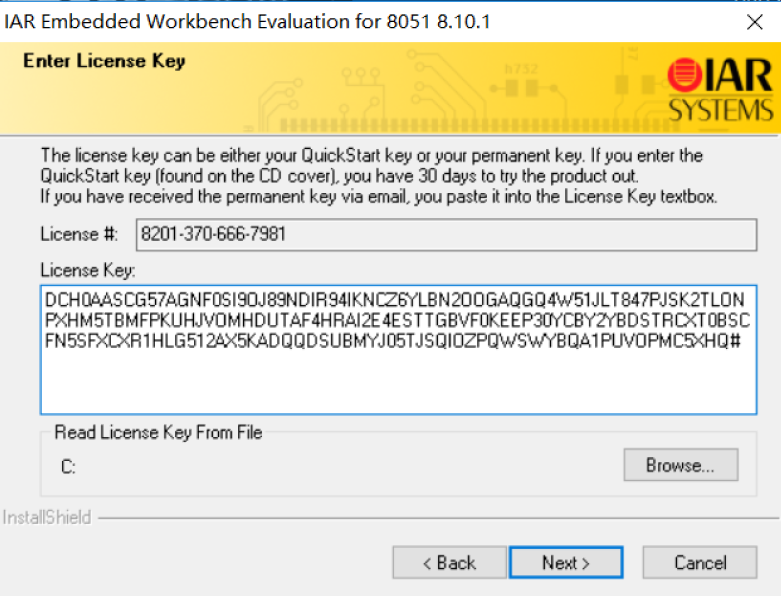 IAR Embedded Workbench Evaluation for 8051 8.10.1
Enter License Key
h732
IAR
SYSTEMS
The license key can be either your QuickStart key or your permanent key. If you enter the
QuickStart key (found on the CD cover), you have 30 days to try the product out.
If you have received the permanent key via email, you paste it into the License Key textbox.
License #: 8201-370-666-7981
License Key:
DCH0AASCG57AGNF0SI9OJ89NDIR94IKNCZ6YLBN2OOGAQGQ4W51JLT847PJSK2TLON
PXHM5TBMFPKUHJVOMHDUTAF4HRAI2E4ESTTGBVF0KEEP30YCBY2YBDSTRCXT0BSC
FN5SFXCXR1HLG512AX5KADQQDSUBMYJ05TJSQIOZPQWSWYBQA1PUVOPMC5XHQ#
Read License Key From File
C:
Browse...
InstallShield
< Back
Next >
Cancel